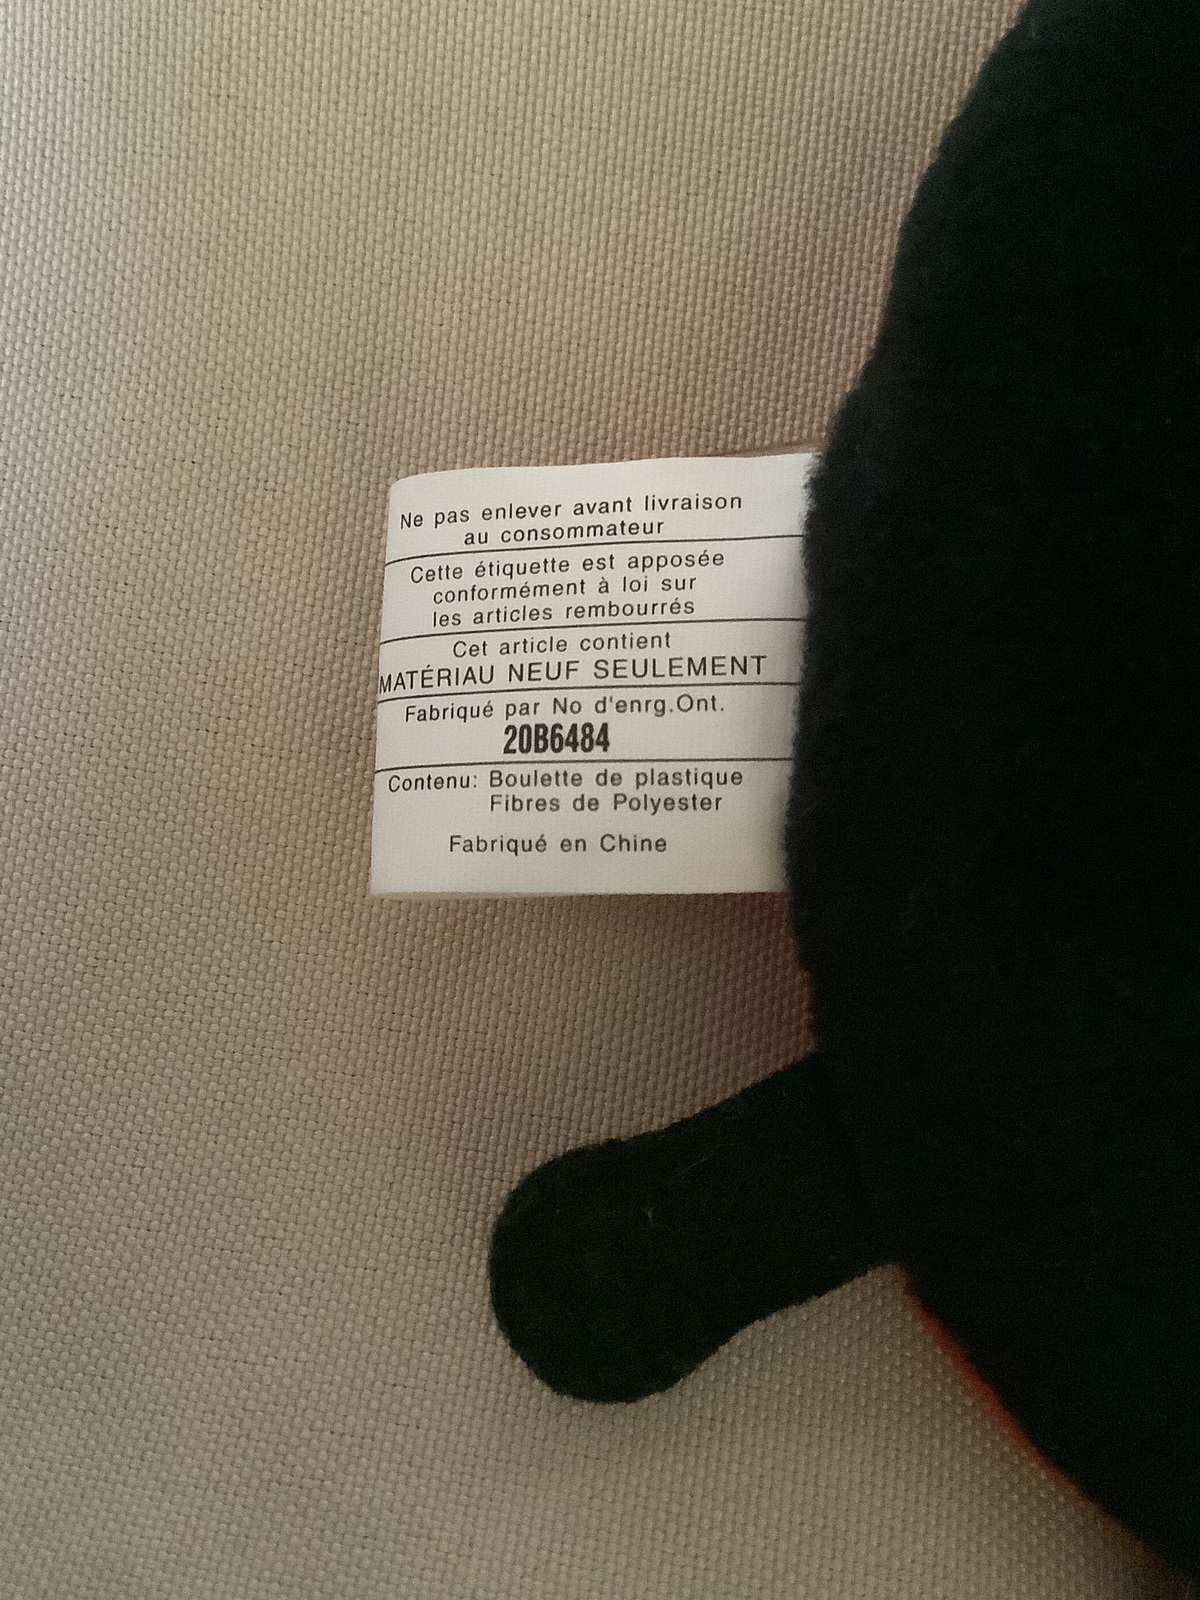 Ne pas enlever avant livraison
au consommateur
Cette étiquette est apposée
conformément à loi sur
les articles rembourrés
Cet article contient
MATÉRIAU NEUF SEULEMENT
Fabriqué par No d'enrg.Ont.
20B6484
Contenu: Boulette de plastique
Fibres de Polyester
Fabriqué en Chine